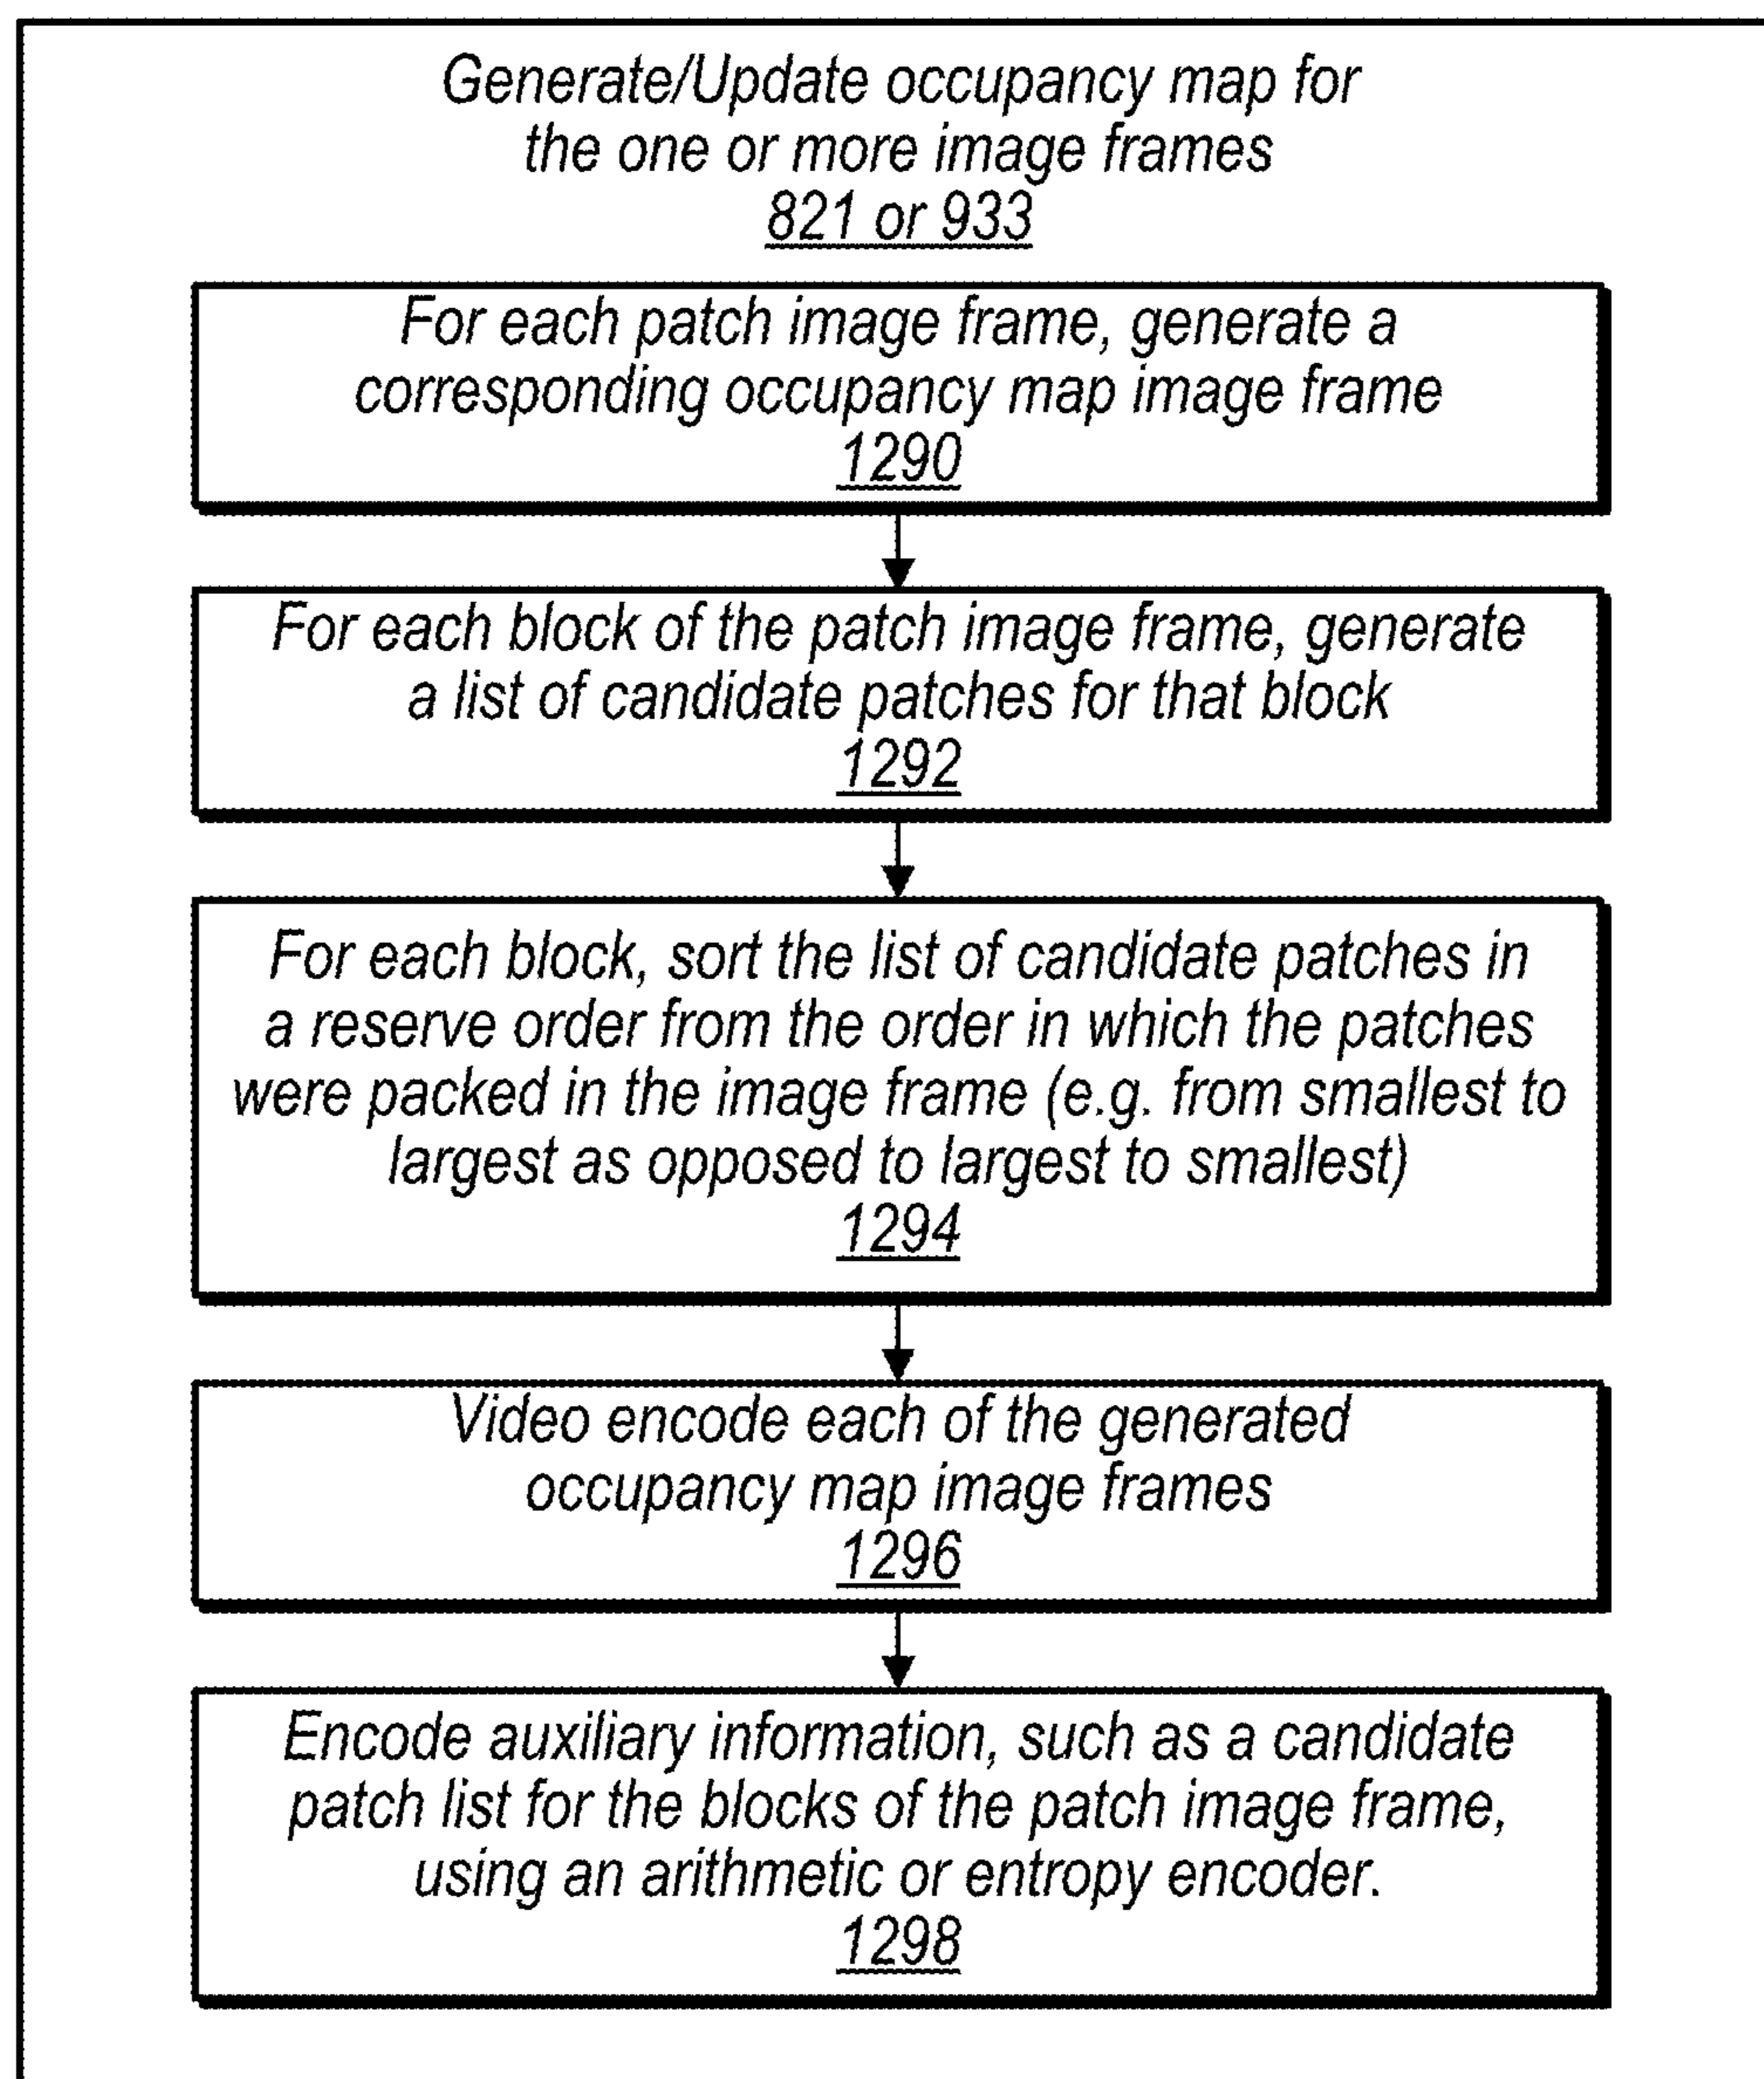 Generate/Update occupancy map for
the one or more image frames
821 or 933
For each patch image frame, generate a
corresponding occupancy map image frame
1290
For each block of the patch image frame, generate
a list of candidate patches for that block
1292
For each block, sort the list of candidate patches in
a reserve order from the order in which the patches
were packed in the image frame (e.g. from smallest to
largest as opposed to largest to smallest)
1294
Video encode each of the generated
occupancy map image frames
1296
Encode auxiliary information, such as a candidate
patch list for the blocks of the patch image frame,
using an arithmetic or entropy encoder.
1298